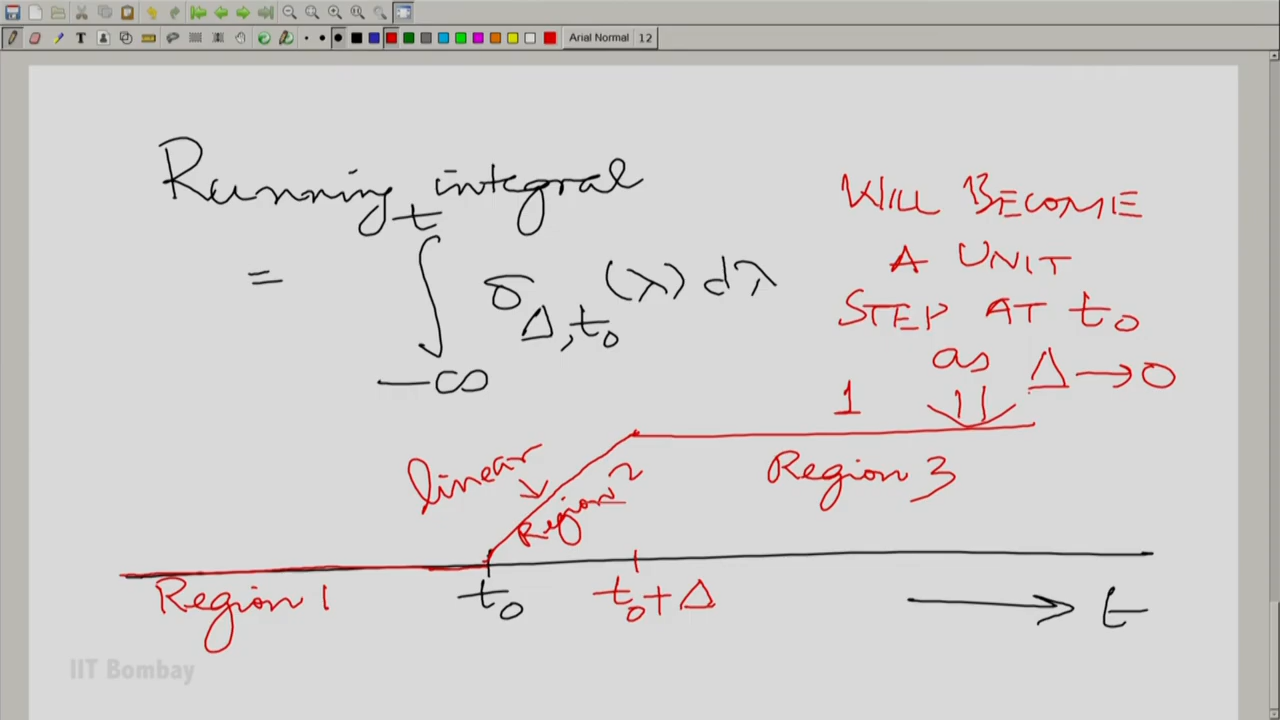 Arial Normal 12
Running integral
= ∫ t −∞ δ Δ,t₀ (λ) dλ
WILL BECOME
A UNIT
STEP AT t₀
as Δ → 0
1
linear
Region 2
Region 3
Region 1
t₀
t₀+Δ
t
IIT Bombay